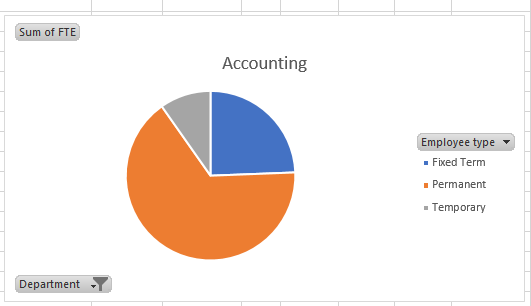 Sum of FTE
Accounting
Employee type
Fixed Term
Permanent
Temporary
Department